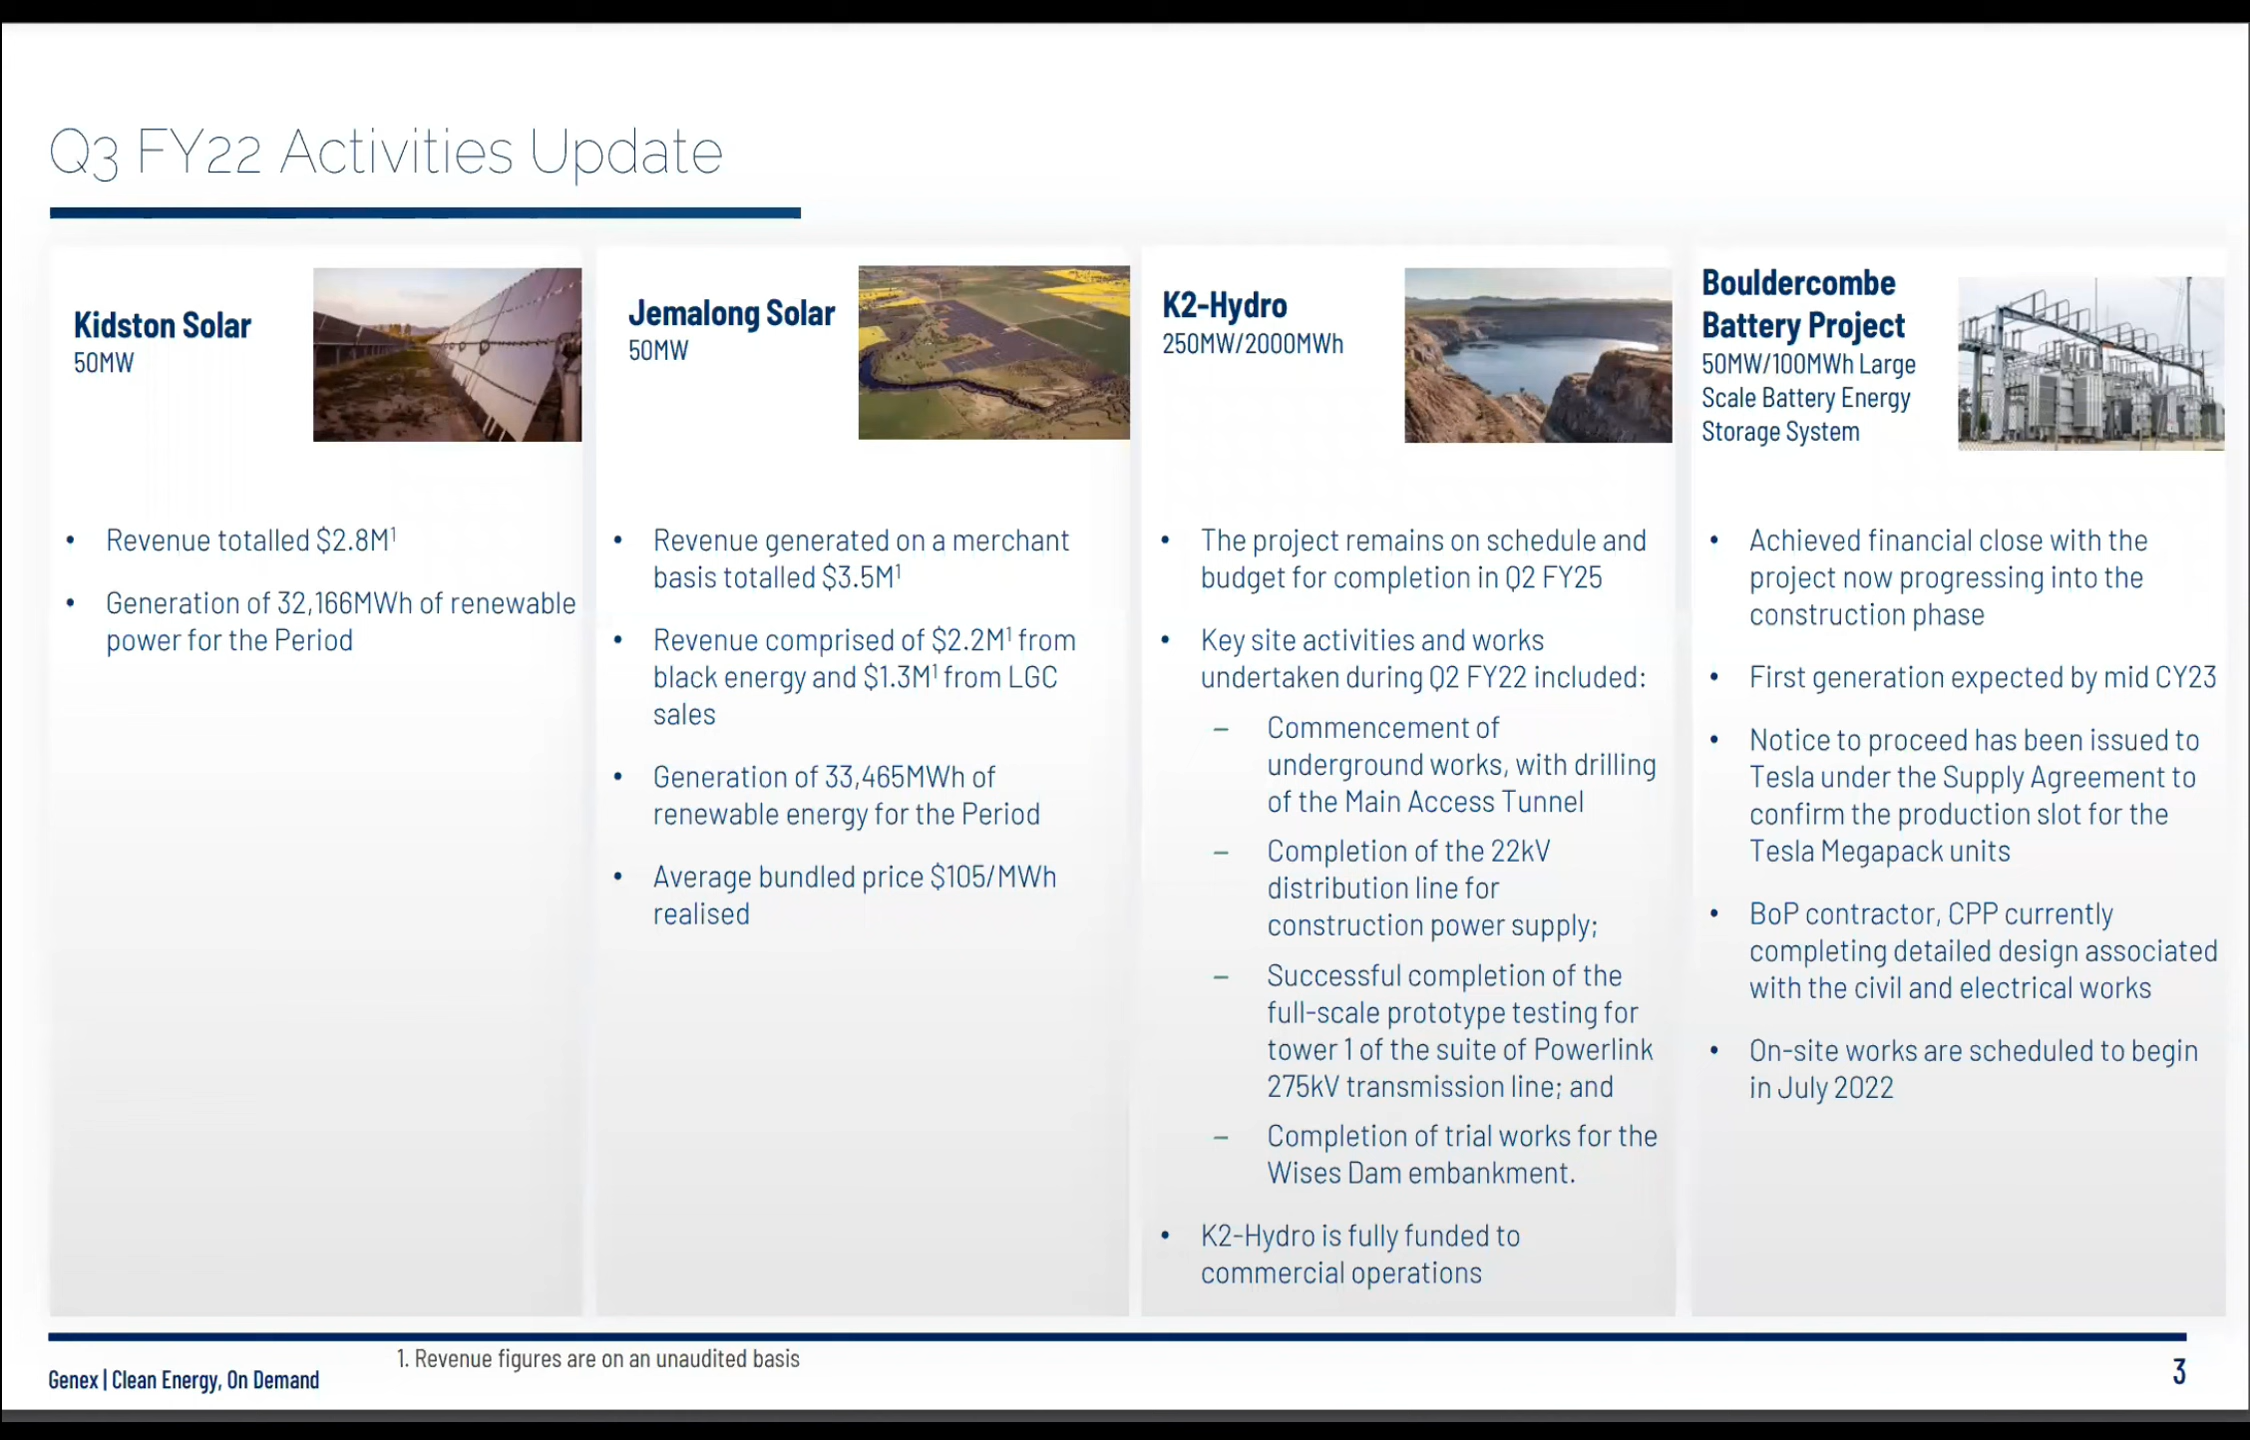 Q3 FY22 Activities Update
Kidston Solar
50MW
• Revenue totalled $2.8M¹
• Generation of 32,166MWh of renewable
power for the Period
Jemalong Solar
50MW
• Revenue generated on a merchant
basis totalled $3.5M¹
• Revenue comprised of $2.2M¹ from
black energy and $1.3M¹ from LGC
sales
• Generation of 33,465MWh of
renewable energy for the Period
• Average bundled price $105/MWh
realised
K2-Hydro
250MW/2000MWh
• The project remains on schedule and
budget for completion in Q2 FY25
• Key site activities and works
undertaken during Q2 FY22 included:
– Commencement of
underground works, with drilling
of the Main Access Tunnel
– Completion of the 22kV
distribution line for
construction power supply;
– Successful completion of the
full-scale prototype testing for
tower 1 of the suite of Powerlink
275kV transmission line; and
– Completion of trial works for the
Wises Dam embankment.
• K2-Hydro is fully funded to
commercial operations
Bouldercombe
Battery Project
50MW/100MWh Large
Scale Battery Energy
Storage System
• Achieved financial close with the
project now progressing into the
construction phase
• First generation expected by mid CY23
• Notice to proceed has been issued to
Tesla under the Supply Agreement to
confirm the production slot for the
Tesla Megapack units
• BoP contractor, CPP currently
completing detailed design associated
with the civil and electrical works
• On-site works are scheduled to begin
in July 2022
1. Revenue figures are on an unaudited basis
Genex | Clean Energy, On Demand
3